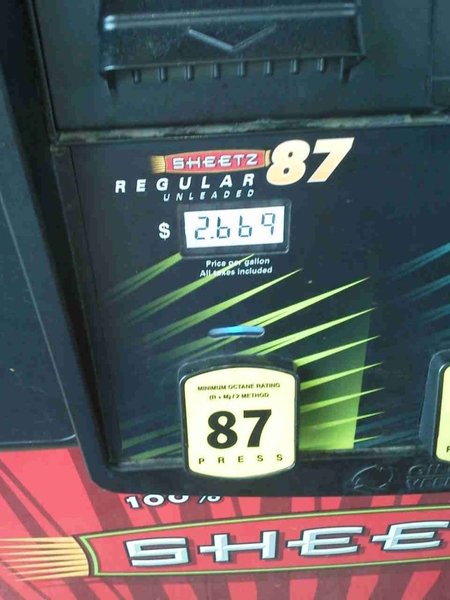 SHEETZ 87
REGULAR
UNLEADED
$ 2.669
Price per gallon
All taxes included
MINIMUM OCTANE RATING
(R + M) / 2 METHOD
87
PRESS
100%
SHEE